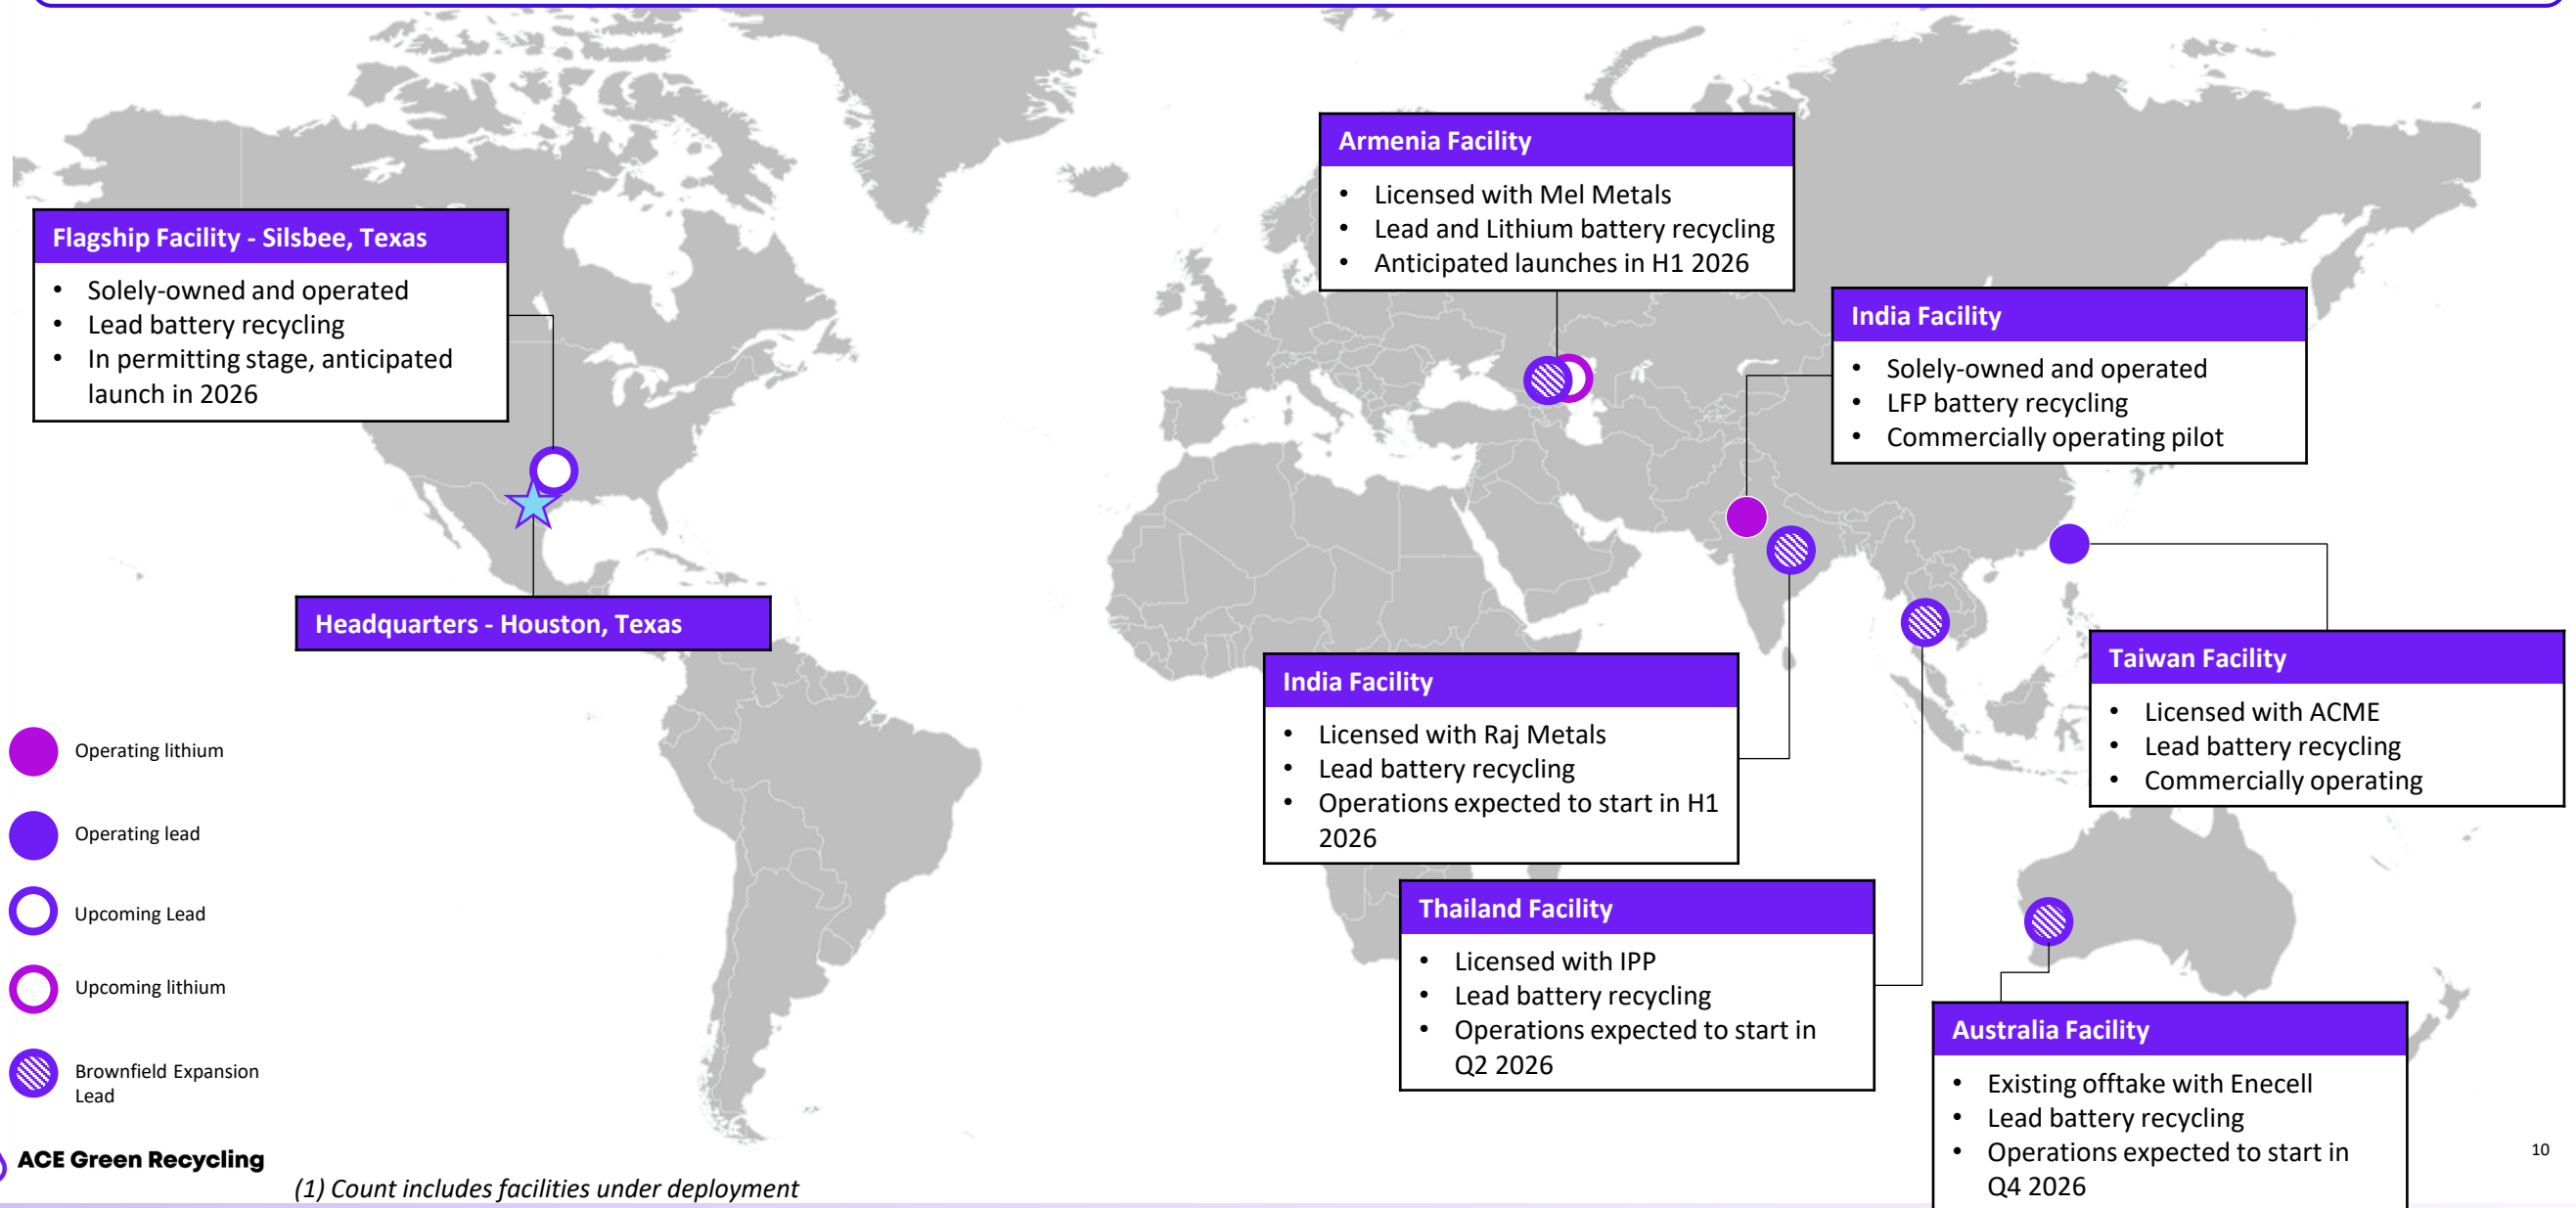 Flagship Facility - Silsbee, Texas
• Solely-owned and operated
• Lead battery recycling
• In permitting stage, anticipated
launch in 2026
Headquarters - Houston, Texas
Armenia Facility
• Licensed with Mel Metals
• Lead and Lithium battery recycling
• Anticipated launches in H1 2026
India Facility
• Solely-owned and operated
• LFP battery recycling
• Commercially operating pilot
India Facility
• Licensed with Raj Metals
• Lead battery recycling
• Operations expected to start in H1
2026
Taiwan Facility
• Licensed with ACME
• Lead battery recycling
• Commercially operating
Thailand Facility
• Licensed with IPP
• Lead battery recycling
• Operations expected to start in
Q2 2026
Australia Facility
• Existing offtake with Enecell
• Lead battery recycling
• Operations expected to start in
Q4 2026
Operating lithium
Operating lead
Upcoming Lead
Upcoming lithium
Brownfield Expansion
Lead
ACE Green Recycling
(1) Count includes facilities under deployment
10